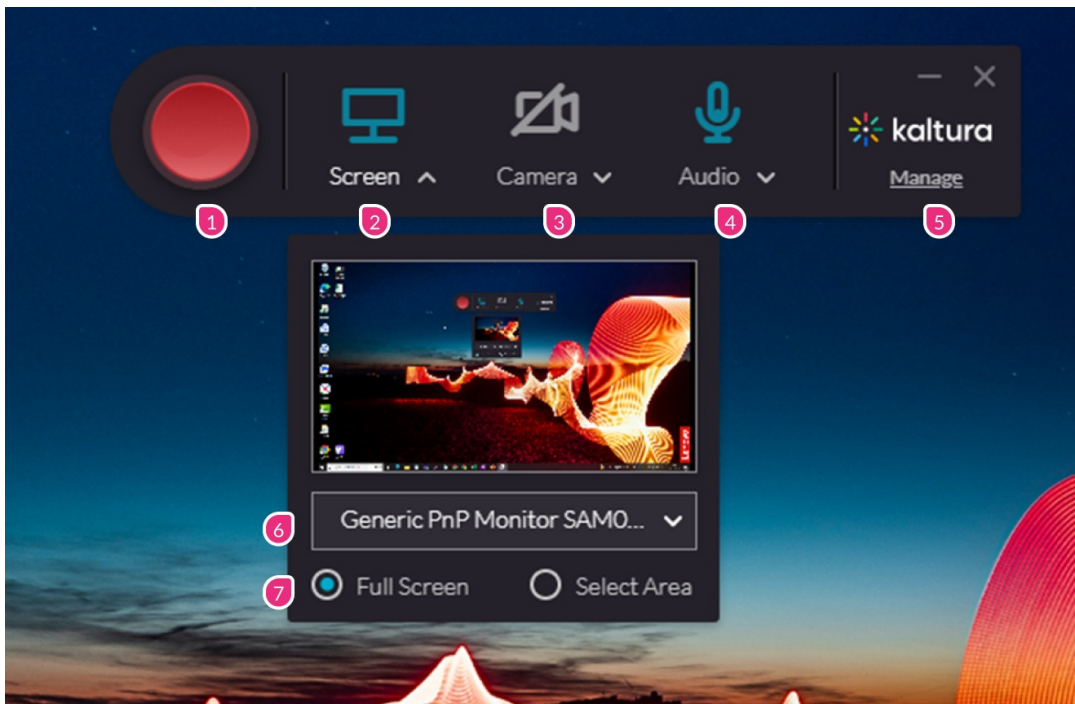 kaltura
Screen Camera Audio Manage
1 2 3 4 5
6 Generic PnP Monitor SAM0...
7 Full Screen Select Area
Lenovo